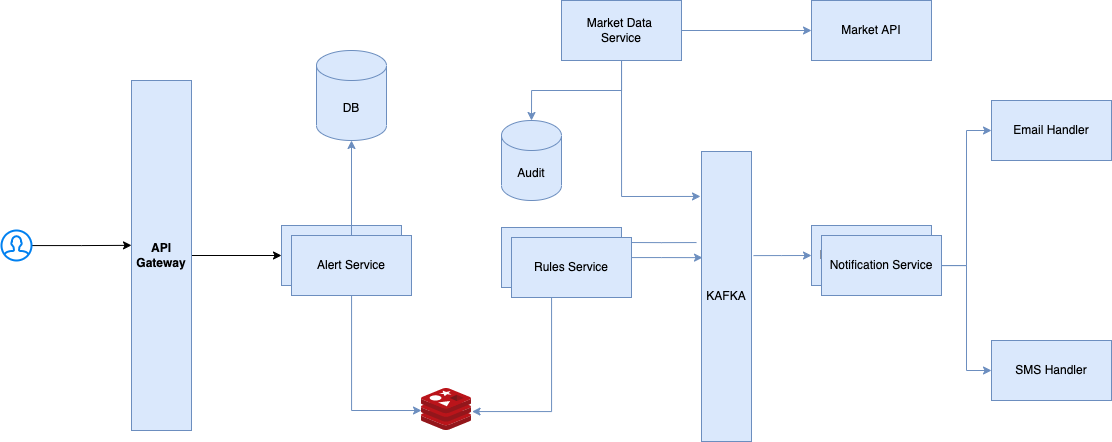 Market Data
Service
Market API
DB
Email Handler
Audit
API
Gateway
Alert Service
Rules Service
KAFKA
Notification Service
SMS Handler